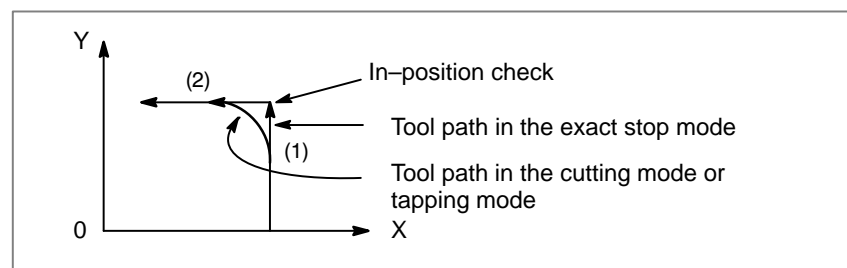 Y
(2)
In–position check
Tool path in the exact stop mode
(1)
Tool path in the cutting mode or
tapping mode
0
X